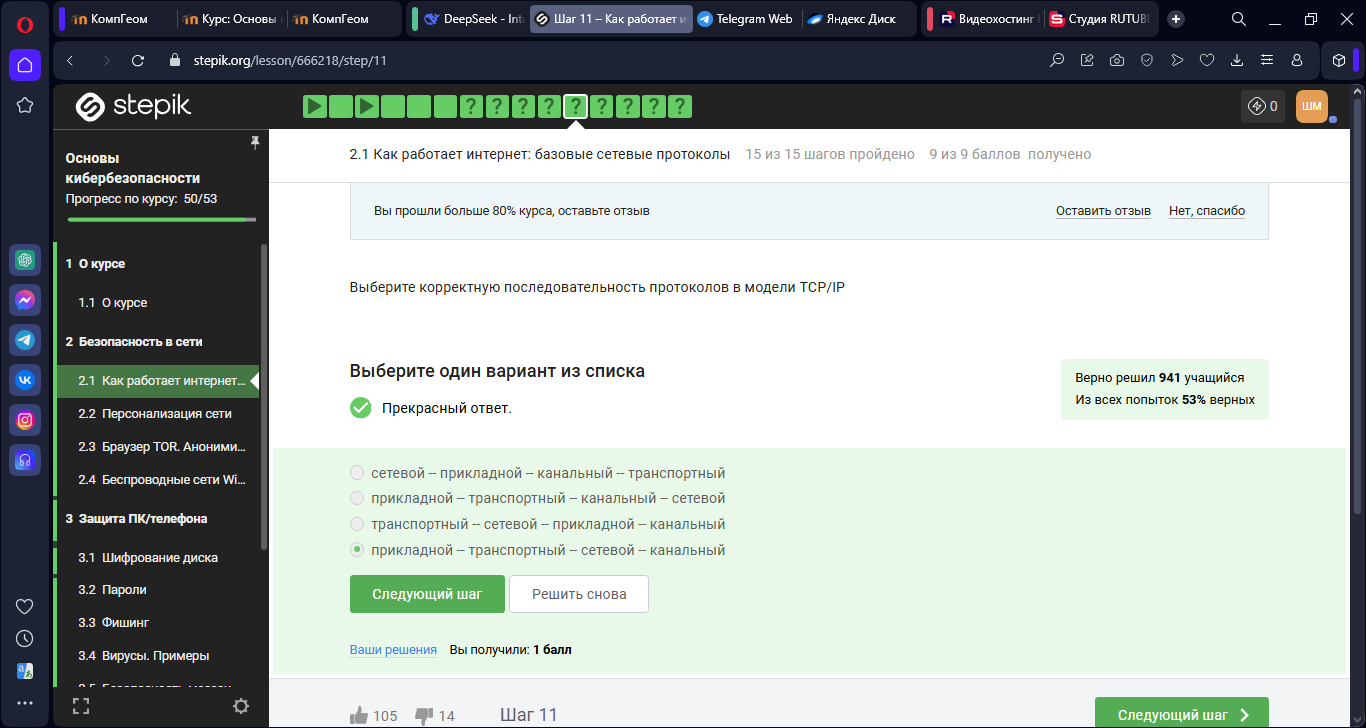 КомпГеом
Курс: Основы
КомпГеом
DeepSeek - Int
Шаг 11 – Как работает и
Telegram Web
Яндекс Диск
Видеохостинг
Студия RUTUBE
stepik.org/lesson/666218/step/11
stepik
0
ШМ
Основы
кибербезопасности
Прогресс по курсу: 50/53
1 О курсе
1.1 О курсе
2 Безопасность в сети
2.1 Как работает интернет...
2.2 Персонализация сети
2.3 Браузер TOR. Аноними...
2.4 Беспроводные сети Wi...
3 Защита ПК/телефона
3.1 Шифрование диска
3.2 Пароли
3.3 Фишинг
3.4 Вирусы. Примеры
2.1 Как работает интернет: базовые сетевые протоколы 15 из 15 шагов пройдено 9 из 9 баллов получено
Вы прошли больше 80% курса, оставьте отзыв
Оставить отзыв Нет, спасибо
Выберите корректную последовательность протоколов в модели TCP/IP
Выберите один вариант из списка
Прекрасный ответ.
Верно решил 941 учащийся
Из всех попыток 53% верных
сетевой -- прикладной -- канальный -- транспортный
прикладной -- транспортный -- канальный -- сетевой
транспортный -- сетевой -- прикладной -- канальный
прикладной -- транспортный -- сетевой -- канальный
Следующий шаг Решить снова
Ваши решения Вы получили: 1 балл
105 14 Шаг 11
Следующий шаг